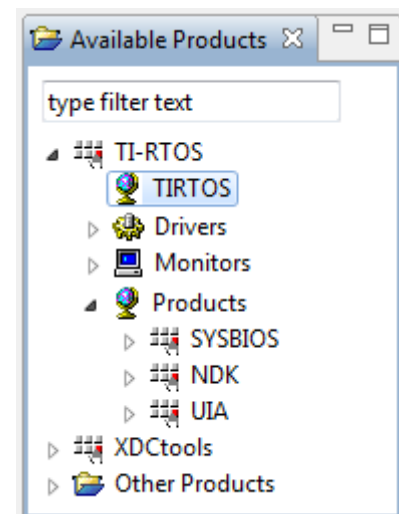 Available Products
type filter text
TI-RTOS
TIRTOS
Drivers
Monitors
Products
SYSBIOS
NDK
UIA
XDCtools
Other Products